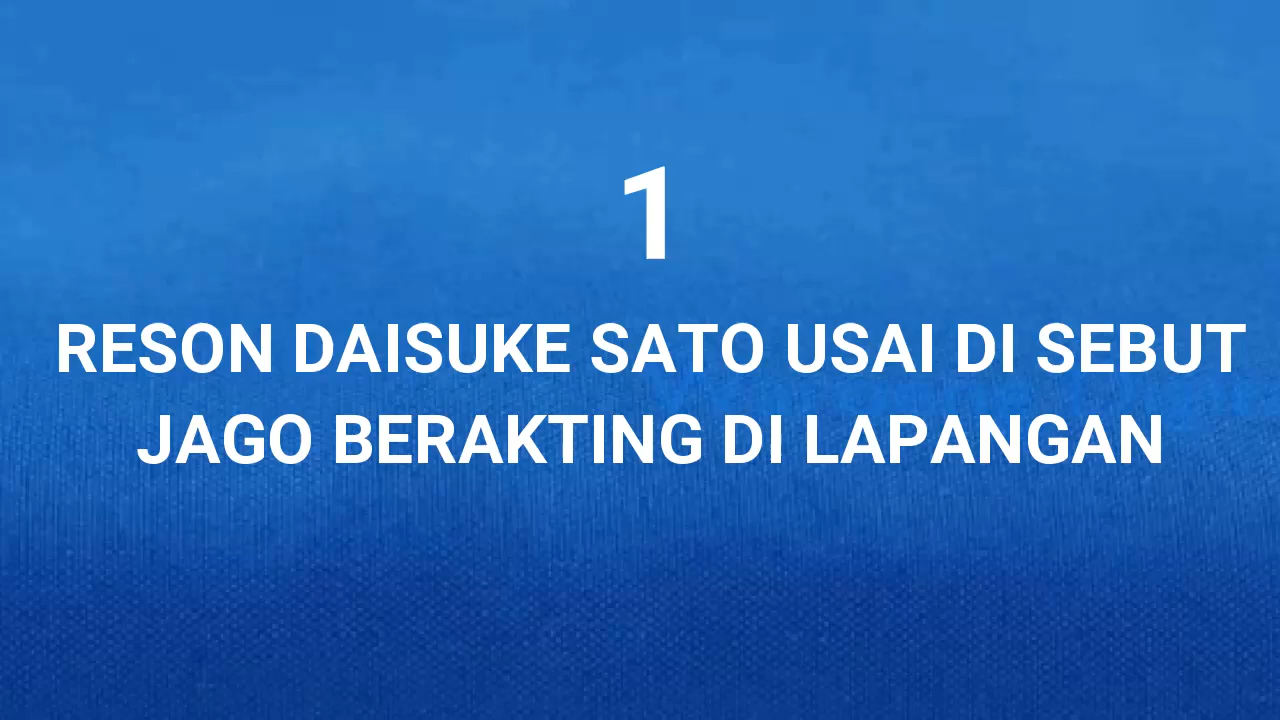 1
RESON DAISUKE SATO USAI DI SEBUT
JAGO BERAKTING DI LAPANGAN